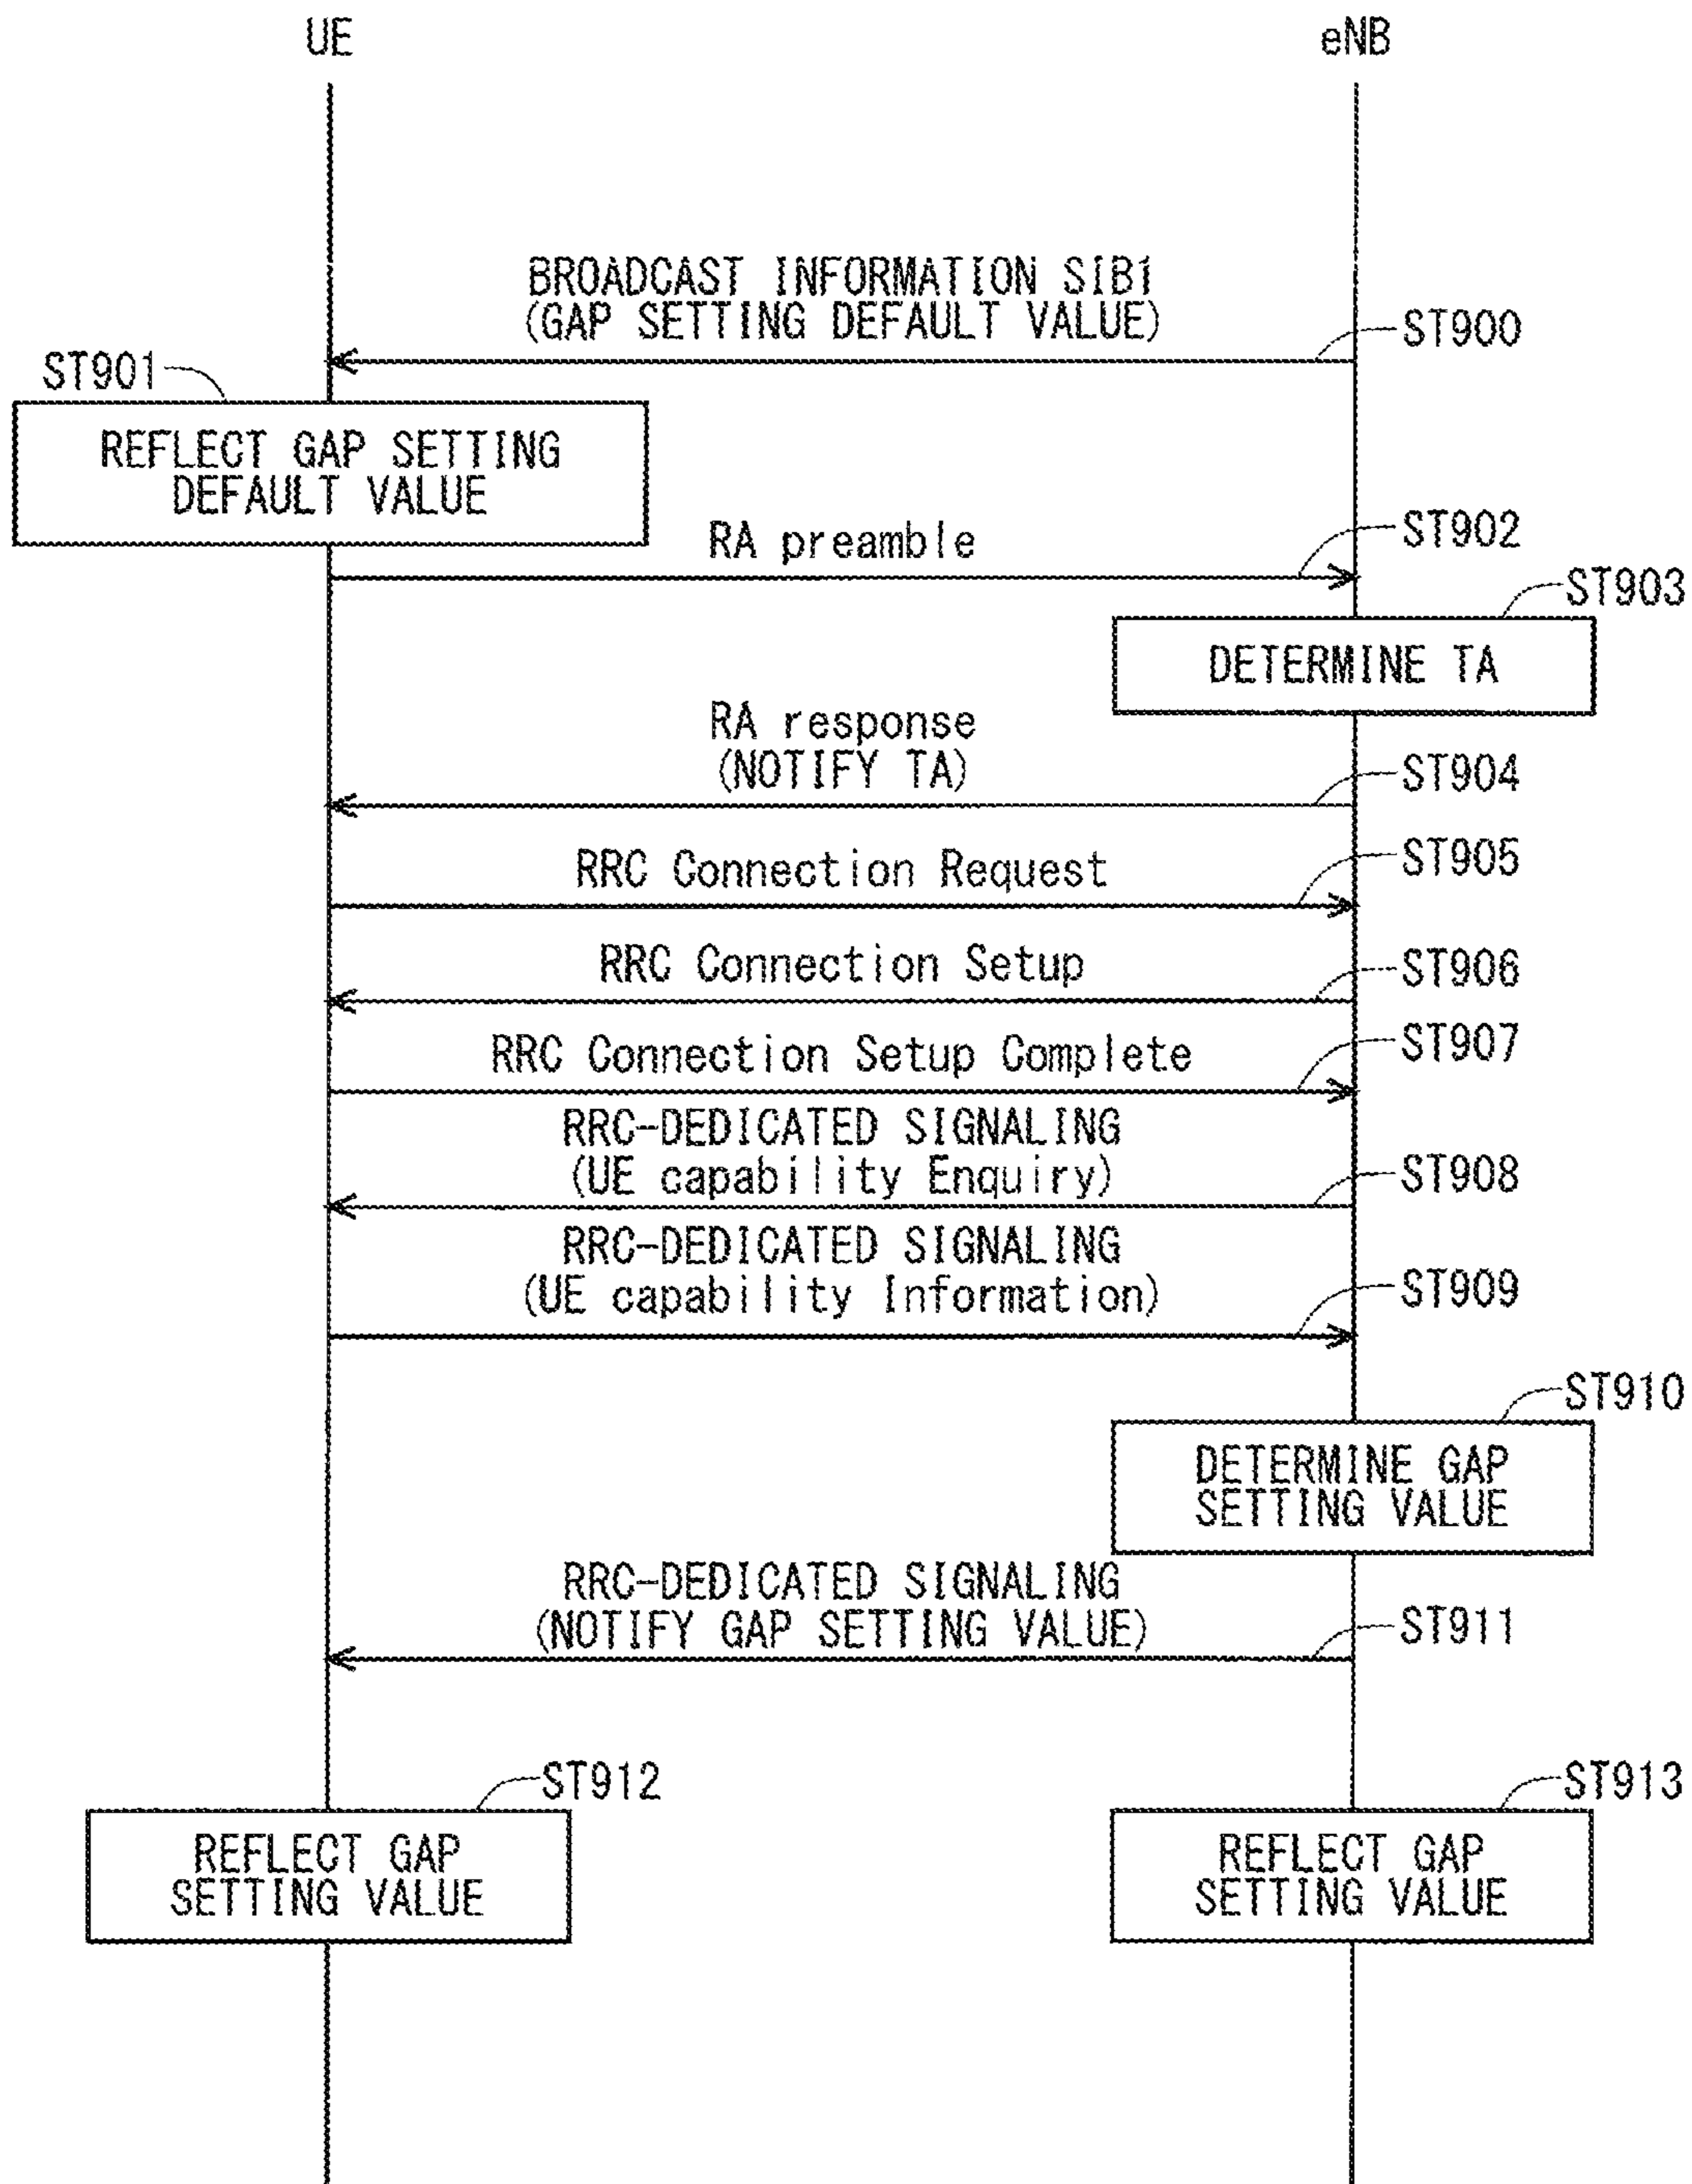 UE
eNB
BROADCAST INFORMATION SIB1
(GAP SETTING DEFAULT VALUE)
ST900
ST901
REFLECT GAP SETTING
DEFAULT VALUE
RA preamble
ST902
ST903
DETERMINE TA
RA response
(NOTIFY TA)
ST904
RRC Connection Request
ST905
RRC Connection Setup
ST906
RRC Connection Setup Complete
ST907
RRC-DEDICATED SIGNALING
(UE capability Enquiry)
ST908
RRC-DEDICATED SIGNALING
(UE capability Information)
ST909
ST910
DETERMINE GAP
SETTING VALUE
RRC-DEDICATED SIGNALING
(NOTIFY GAP SETTING VALUE)
ST911
ST912
REFLECT GAP
SETTING VALUE
ST913
REFLECT GAP
SETTING VALUE